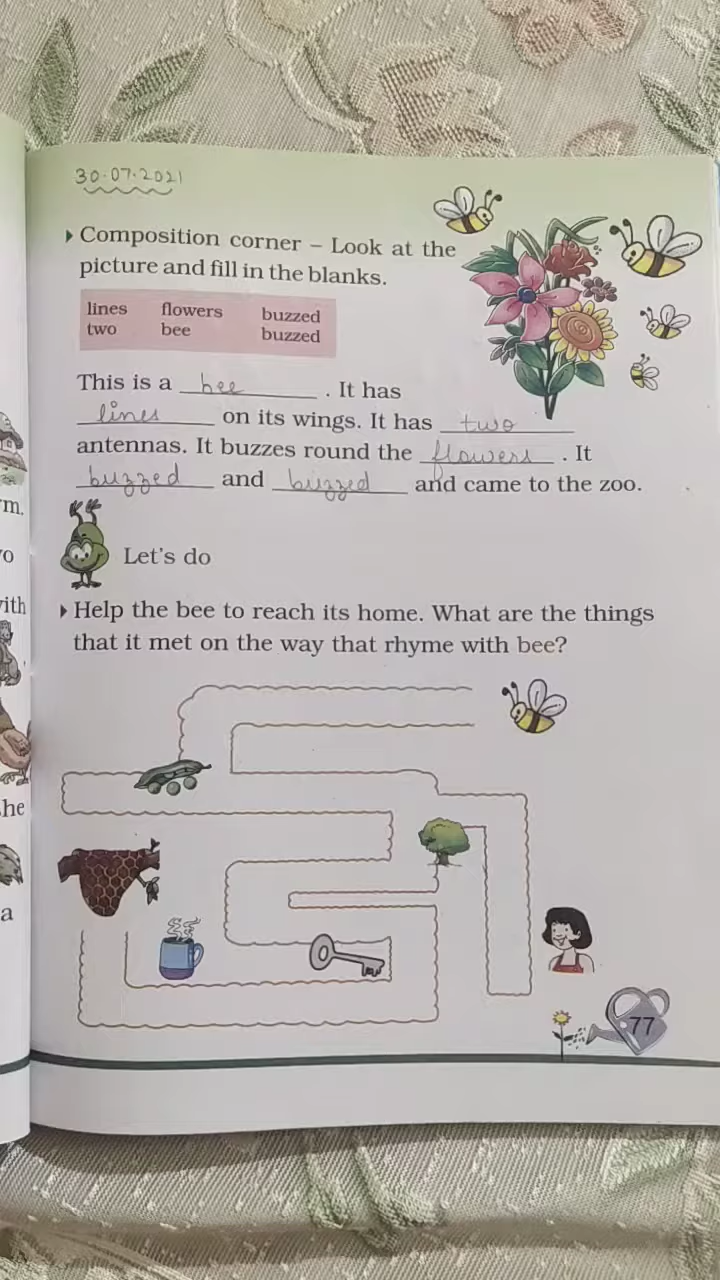 30.07.2021
Composition corner – Look at the
picture and fill in the blanks.
lines flowers buzzed
two bee buzzed
This is a bee . It has
lines on its wings. It has two
antennas. It buzzes round the flowers . It
buzzed and buzzed and came to the zoo.
m.
o
Let's do
with
Help the bee to reach its home. What are the things
that it met on the way that rhyme with bee?
he
a
77